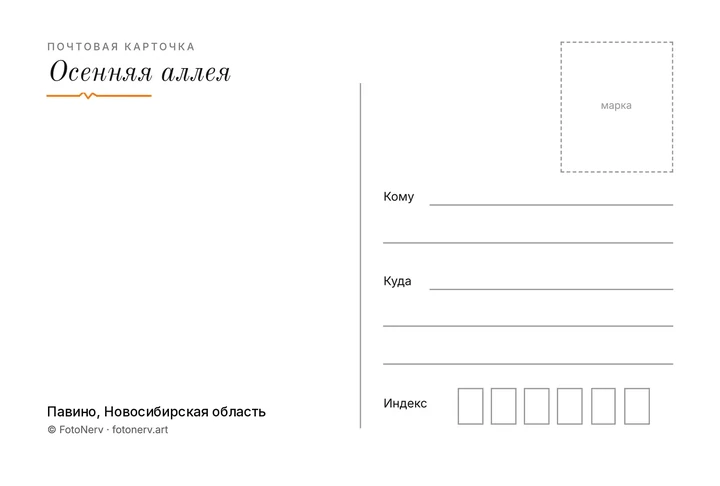 ПОЧТОВАЯ КАРТОЧКА
Осенняя аллея
марка
Кому
Куда
Индекс
Павино, Новосибирская область
© FotoNerv · fotonerv.art